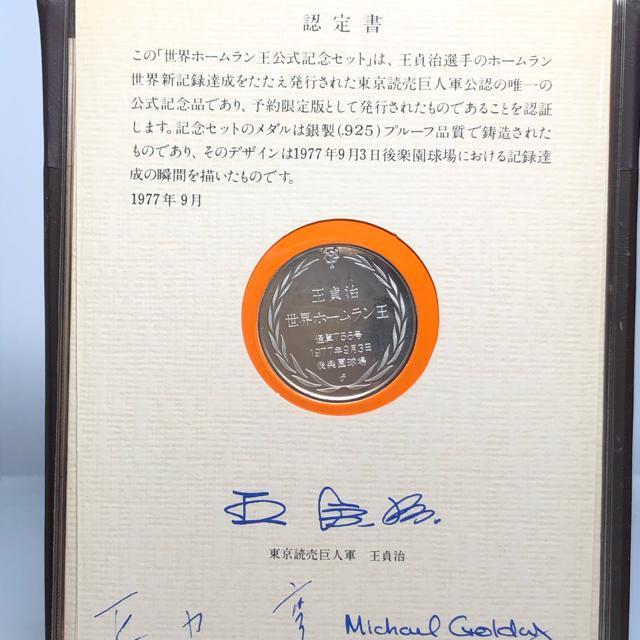 認定書
この「世界ホームラン王公式記念セット」は、王貞治選手のホームラン
世界新記録達成をたたえ発行された東京読売巨人軍公認の唯一の
公式記念品であり、予約限定版として発行されたものであることを認証
します。記念セットのメダルは銀製(.925)プルーフ品質で鋳造された
ものであり、そのデザインは1977年9月3日後楽園球場における記録達
成の瞬間を描いたものです。
1977年9月
王貞治
世界ホームラン王
通算756号
1977年9月3日
後楽園球場
王貞治
東京読売巨人軍 王貞治
Michael